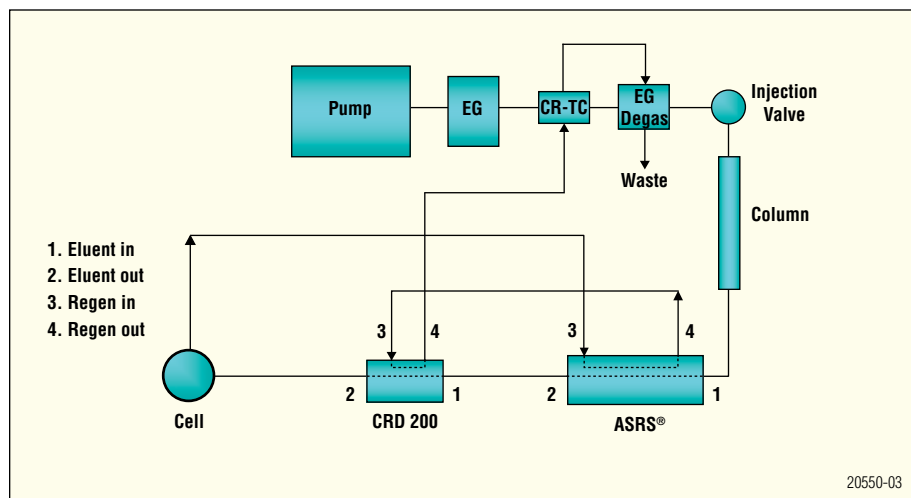 Pump
EG
CR-TC
EG
Degas
Injection
Valve
Waste
Column
1. Eluent in
2. Eluent out
3. Regen in
4. Regen out
3
4
3
4
2
1
2
1
Cell
CRD 200
ASRS®
20550-03